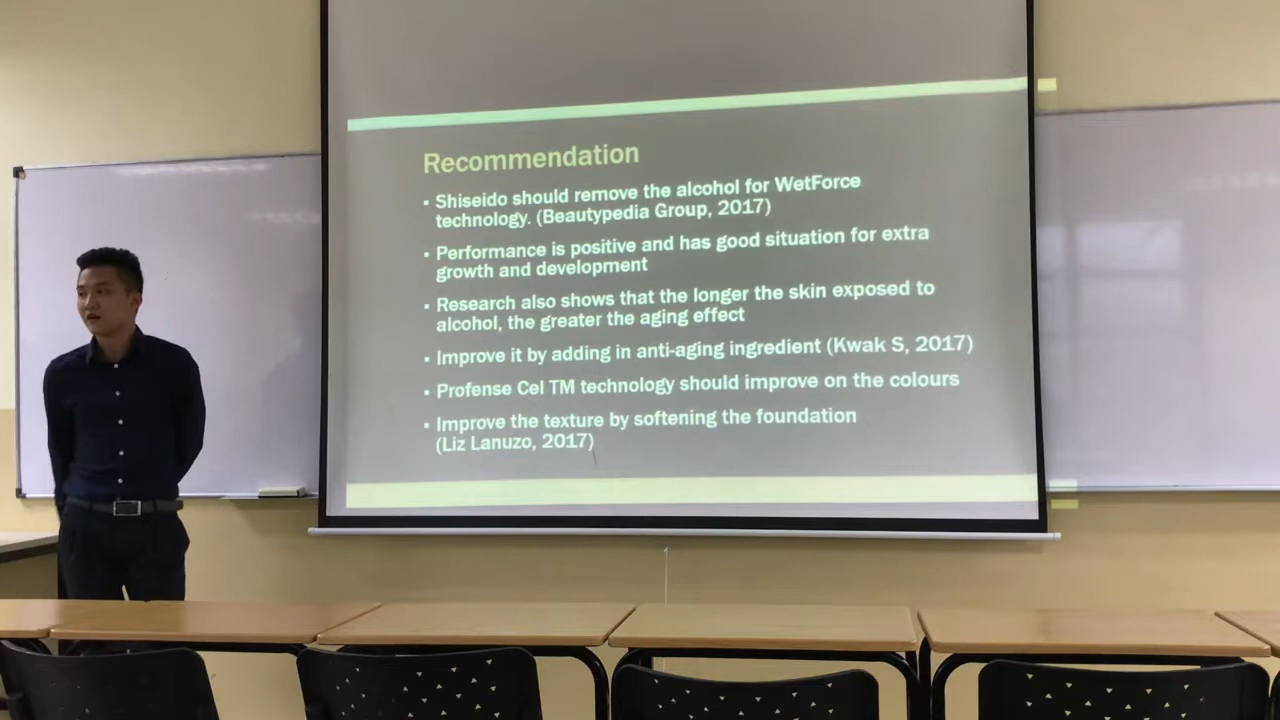 Recommendation
▪ Shiseido should remove the alcohol for WetForce
technology. (Beautypedia Group, 2017)
▪ Performance is positive and has good situation for extra
growth and development
▪ Research also shows that the longer the skin exposed to
alcohol, the greater the aging effect
▪ Improve it by adding in anti-aging ingredient (Kwak S, 2017)
▪ Profense Cel TM technology should improve on the colours
▪ Improve the texture by softening the foundation
(Liz Lanuzo, 2017)